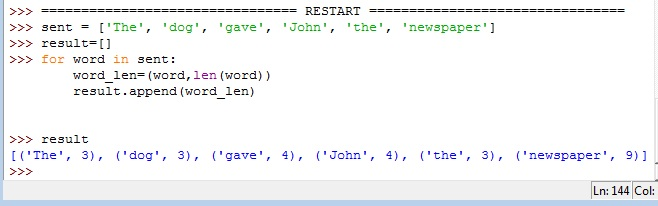 >>> ================================ RESTART ================================
>>> sent = ['The', 'dog', 'gave', 'John', 'the', 'newspaper']
>>> result=[]
>>> for word in sent:
        word_len=(word,len(word))
        result.append(word_len)
>>> result
[('The', 3), ('dog', 3), ('gave', 4), ('John', 4), ('the', 3), ('newspaper', 9)]
>>>
Ln: 144 Col: